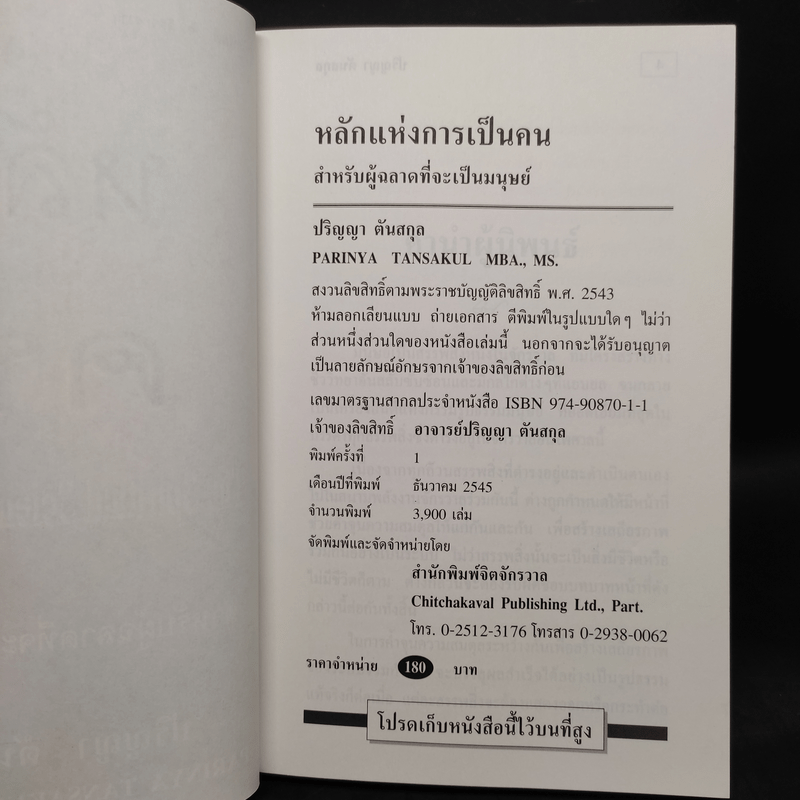 หลักแห่งการเป็นคน
สำหรับผู้ฉลาดที่จะเป็นมนุษย์
ปริญญา ตันสกุล
PARINYA TANSAKUL MBA., MS.
สงวนลิขสิทธิ์ตามพระราชบัญญัติลิขสิทธิ์ พ.ศ. 2543
ห้ามลอกเลียนแบบ ถ่ายเอกสาร ตีพิมพ์ในรูปแบบใดๆ ไม่ว่า
ส่วนหนึ่งส่วนใดของหนังสือเล่มนี้ นอกจากจะได้รับอนุญาต
เป็นลายลักษณ์อักษรจากเจ้าของลิขสิทธิ์ก่อน
เลขมาตรฐานสากลประจำหนังสือ ISBN 974-90870-1-1
เจ้าของลิขสิทธิ์ อาจารย์ปริญญา ตันสกุล
พิมพ์ครั้งที่ 1
เดือนปีที่พิมพ์ ธันวาคม 2545
จำนวนพิมพ์ 3,900 เล่ม
จัดพิมพ์และจัดจำหน่ายโดย
สำนักพิมพ์จิตจักรวาล
Chitchakaval Publishing Ltd., Part.
โทร. 0-2512-3176 โทรสาร 0-2938-0062
ราคาจำหน่าย 180 บาท
โปรดเก็บหนังสือนี้ไว้บนที่สูง